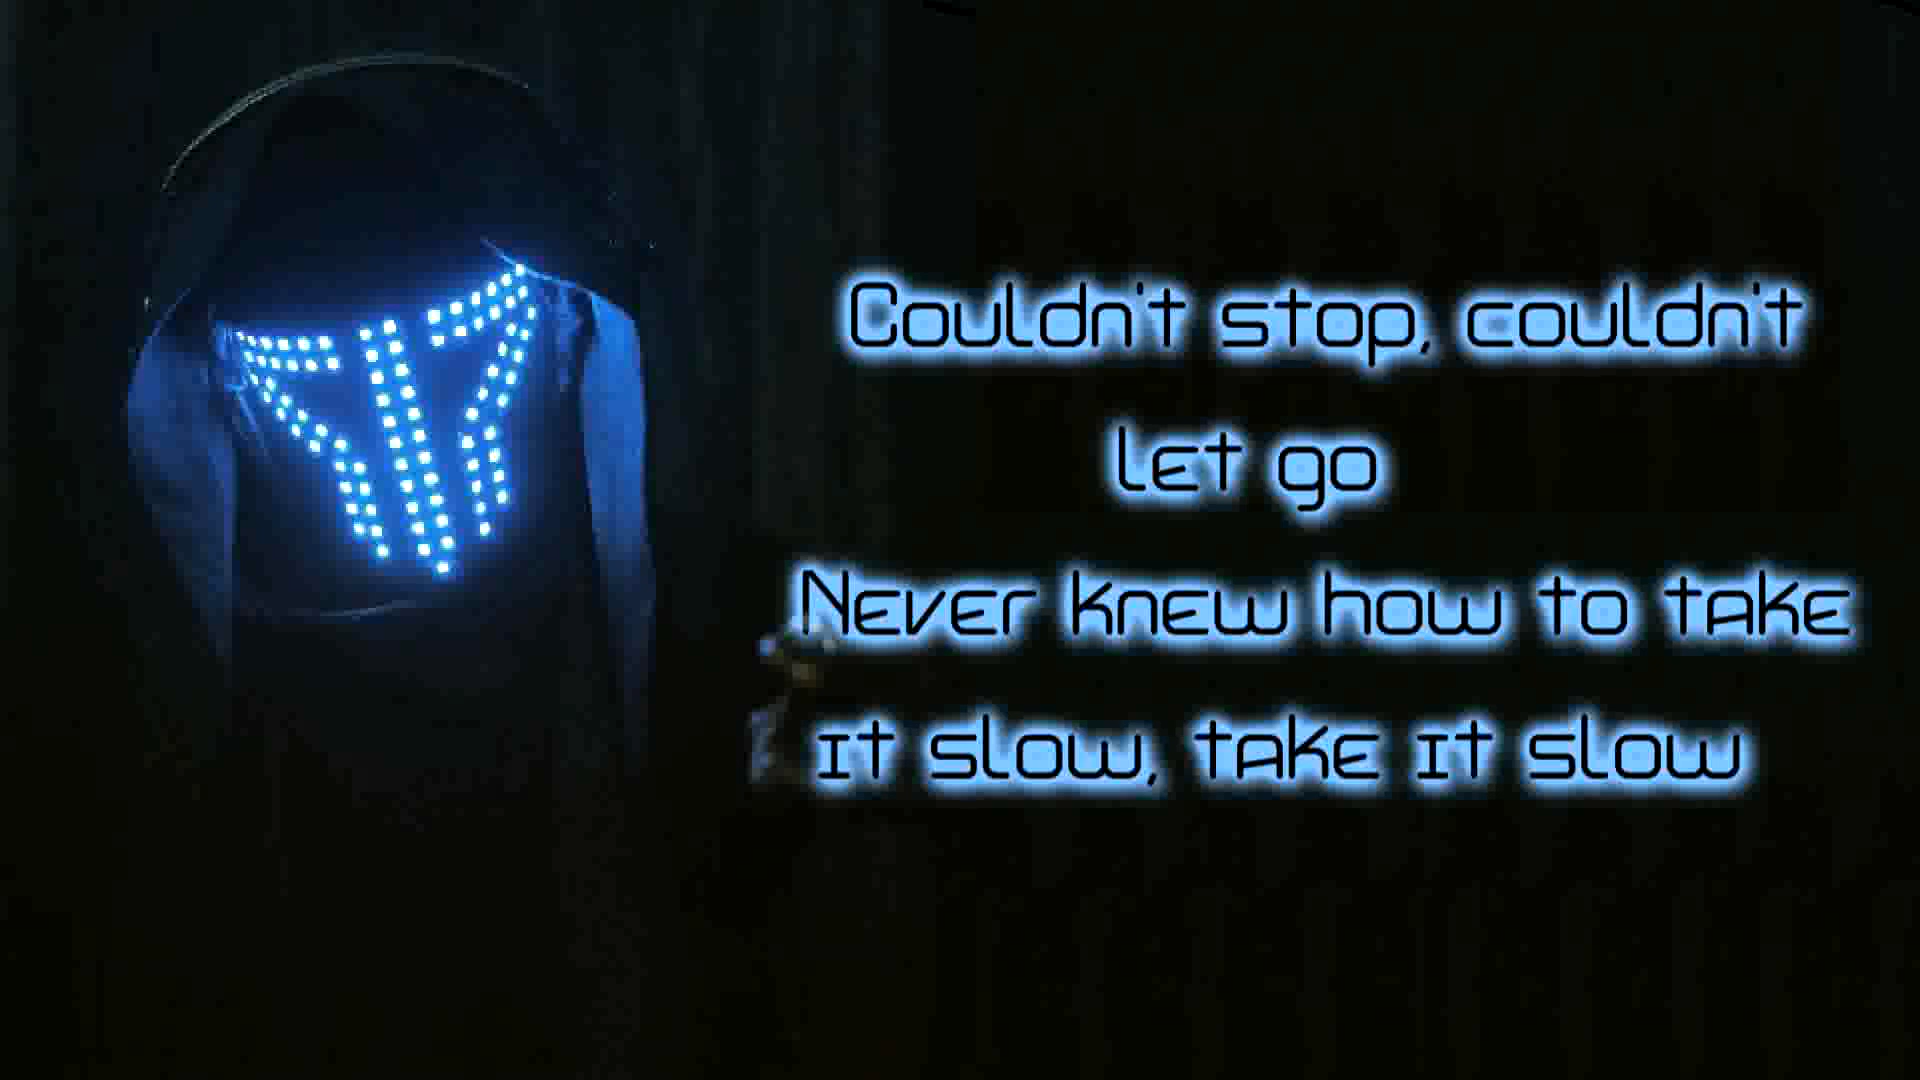 Couldn't stop, couldn't
let go
Never knew how to take
it slow, take it slow